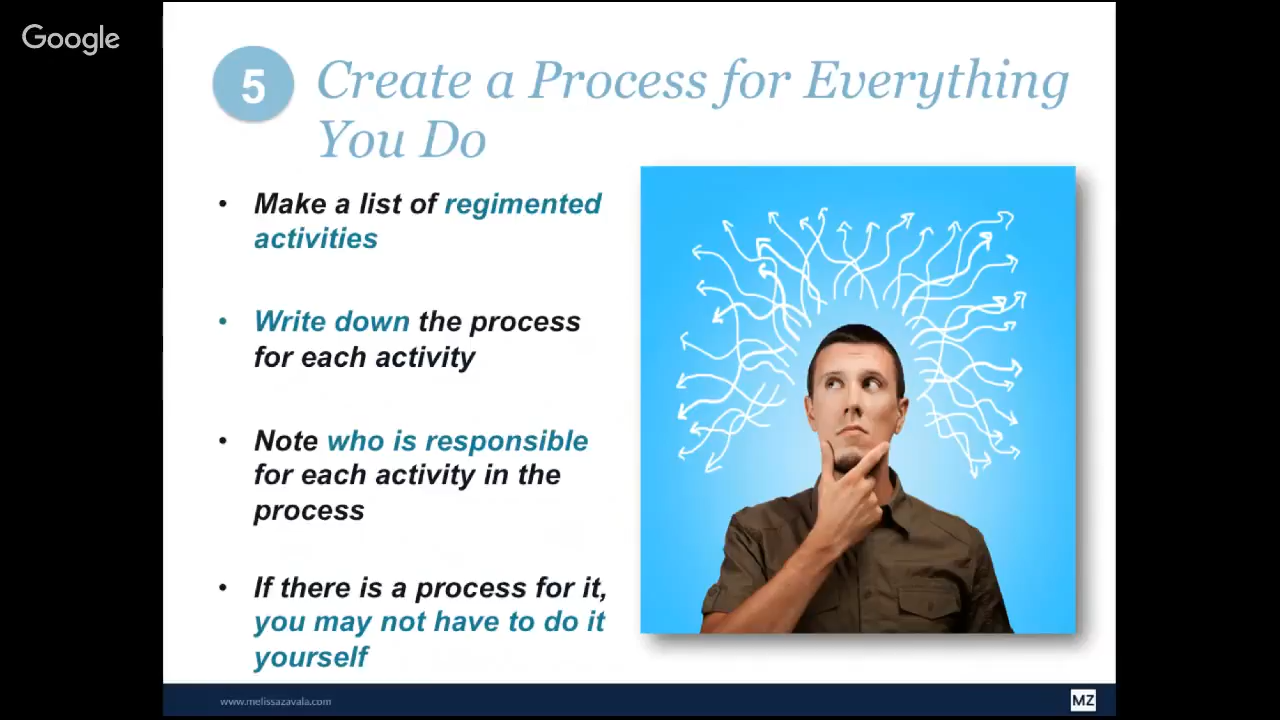 Google
5
Create a Process for Everything
You Do
• Make a list of regimented
activities
• Write down the process
for each activity
• Note who is responsible
for each activity in the
process
• If there is a process for it,
you may not have to do it
yourself
www.melissazavala.com
MZ